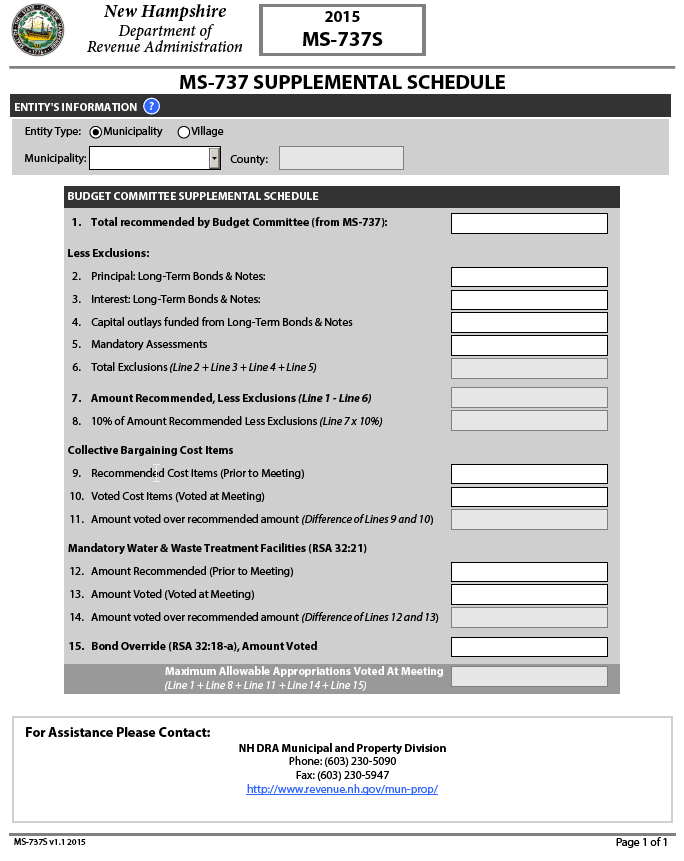 New Hampshire
Department of
Revenue Administration
2015
MS-737S
MS-737 SUPPLEMENTAL SCHEDULE
ENTITY'S INFORMATION ?
Entity Type: Municipality Village
Municipality: County:
BUDGET COMMITTEE SUPPLEMENTAL SCHEDULE
1. Total recommended by Budget Committee (from MS-737):
Less Exclusions:
2. Principal: Long-Term Bonds & Notes:
3. Interest: Long-Term Bonds & Notes:
4. Capital outlays funded from Long-Term Bonds & Notes
5. Mandatory Assessments
6. Total Exclusions (Line 2 + Line 3 + Line 4 + Line 5)
7. Amount Recommended, Less Exclusions (Line 1 - Line 6)
8. 10% of Amount Recommended Less Exclusions (Line 7 x 10%)
Collective Bargaining Cost Items
9. Recommended Cost Items (Prior to Meeting)
10. Voted Cost Items (Voted at Meeting)
11. Amount voted over recommended amount (Difference of Lines 9 and 10)
Mandatory Water & Waste Treatment Facilities (RSA 32:21)
12. Amount Recommended (Prior to Meeting)
13. Amount Voted (Voted at Meeting)
14. Amount voted over recommended amount (Difference of Lines 12 and 13)
15. Bond Override (RSA 32:18-a), Amount Voted
Maximum Allowable Appropriations Voted At Meeting
(Line 1 + Line 8 + Line 11 + Line 14 + Line 15)
For Assistance Please Contact:
NH DRA Municipal and Property Division
Phone: (603) 230-5090
Fax: (603) 230-5947
http://www.revenue.nh.gov/mun-prop/
MS-737S v1.1 2015
Page 1 of 1